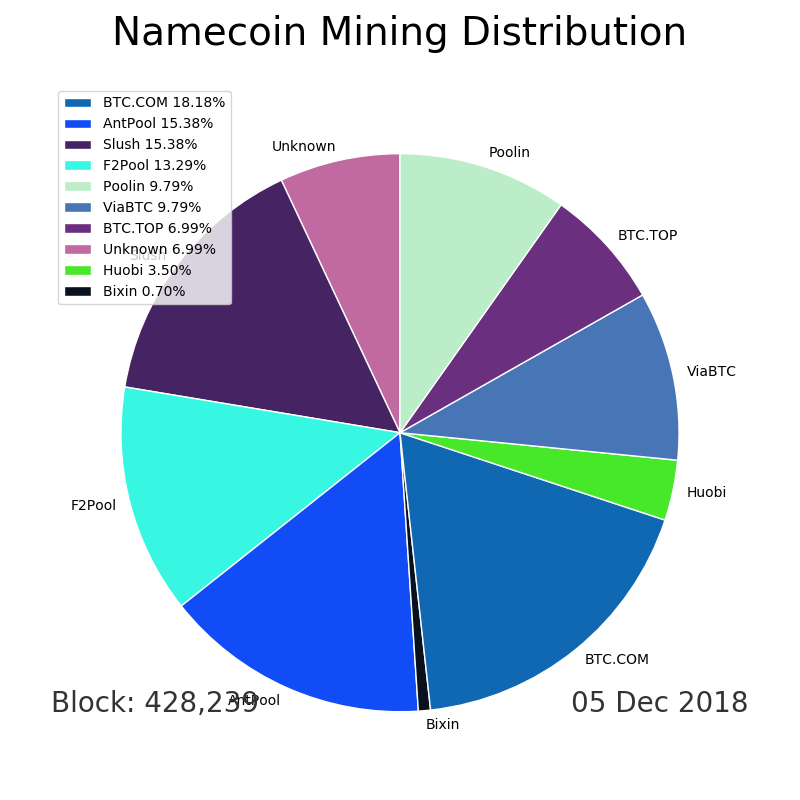 Namecoin Mining Distribution
BTC.COM 18.18%
AntPool 15.38%
Slush 15.38%
F2Pool 13.29%
Poolin 9.79%
ViaBTC 9.79%
BTC.TOP 6.99%
Unknown 6.99%
Huobi 3.50%
Bixin 0.70%
Unknown
Poolin
BTC.TOP
Slush
ViaBTC
Huobi
F2Pool
BTC.COM
AntPool
Bixin
Block: 428,239
05 Dec 2018